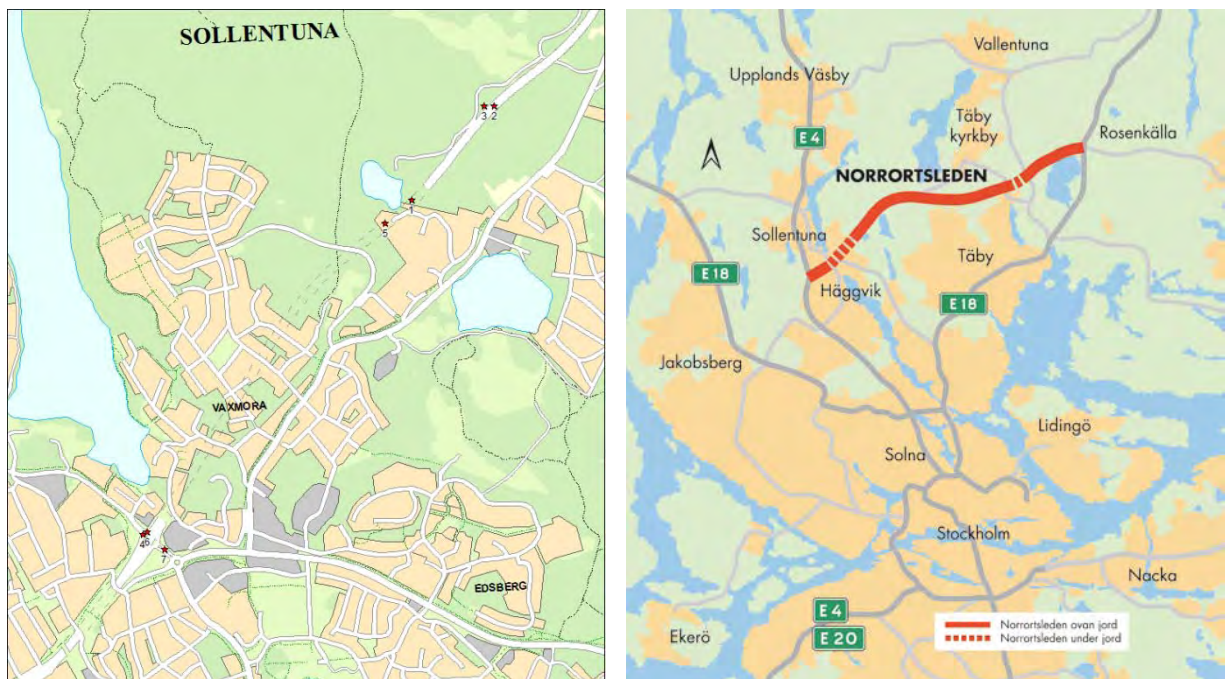 SOLLENTUNA
3 2
1
5
VAXMORA
4 6
7
EDSBERG
Vallentuna
Upplands Väsby
Täby
kyrkby
E4
Rosenkälla
NORRORTSLEDEN
Sollentuna
Täby
E18
Häggvik
E18
Jakobsberg
Lidingö
Solna
Stockholm
Nacka
E4
Norrortsleden ovan jord
Norrortsleden under jord
Ekerö
E20